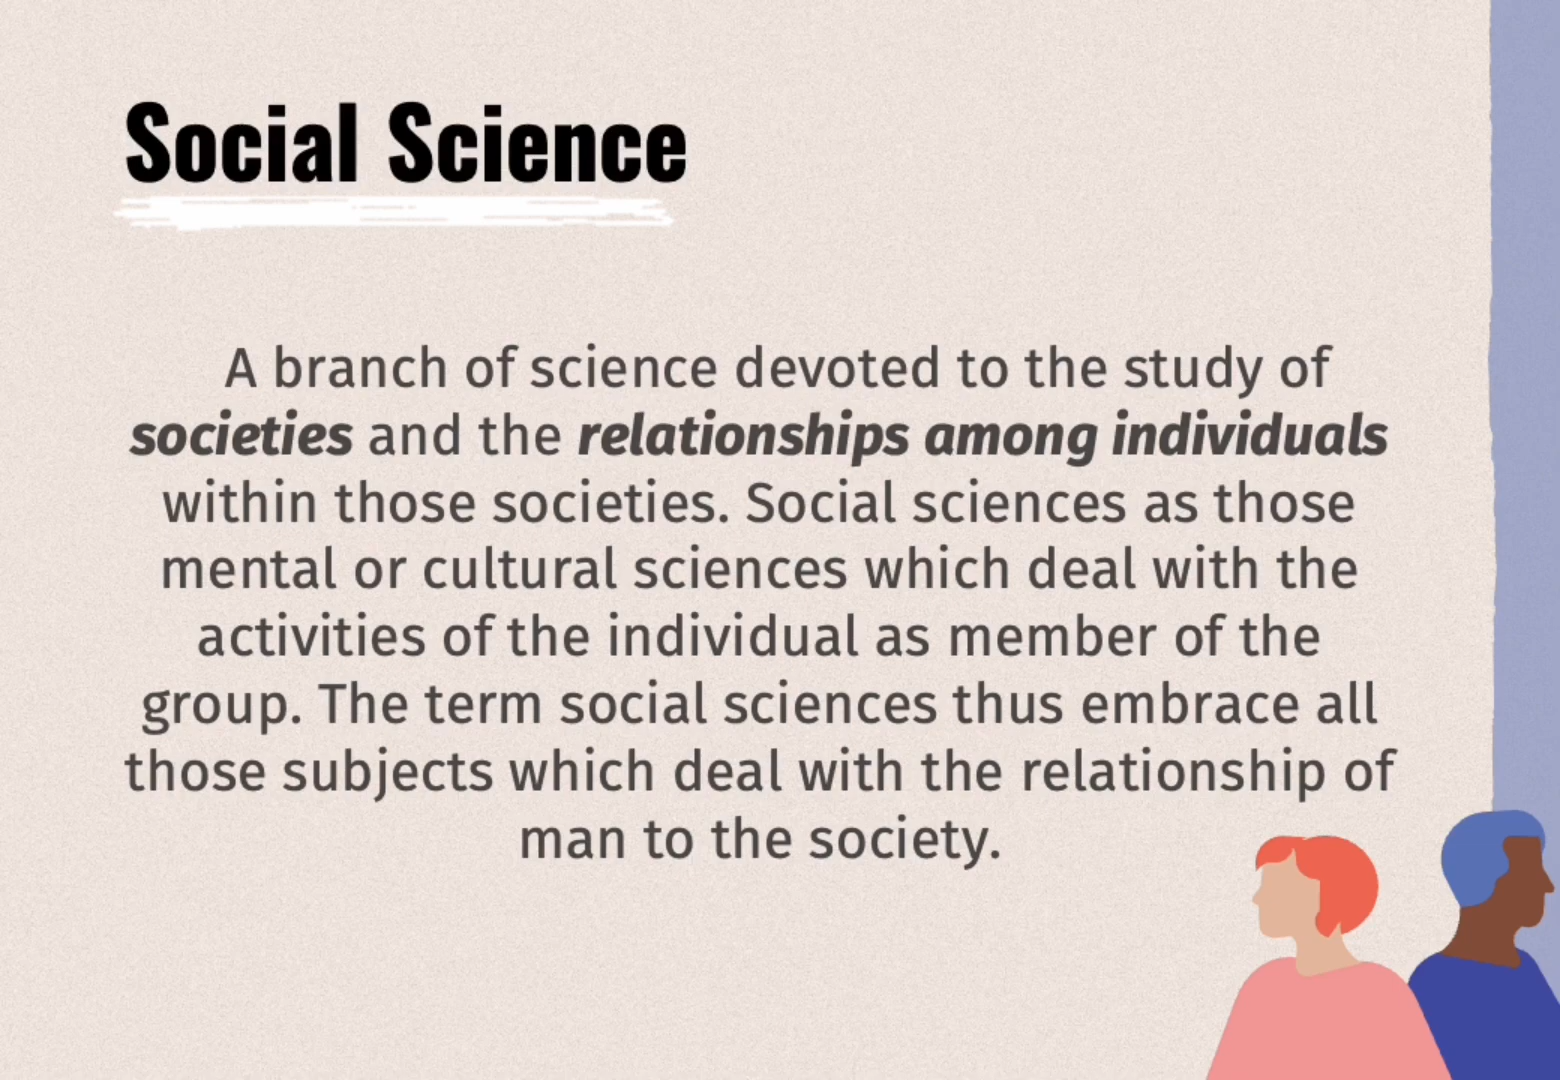 Social Science
A branch of science devoted to the study of
societies and the relationships among individuals
within those societies. Social sciences as those
mental or cultural sciences which deal with the
activities of the individual as member of the
group. The term social sciences thus embrace all
those subjects which deal with the relationship of
man to the society.